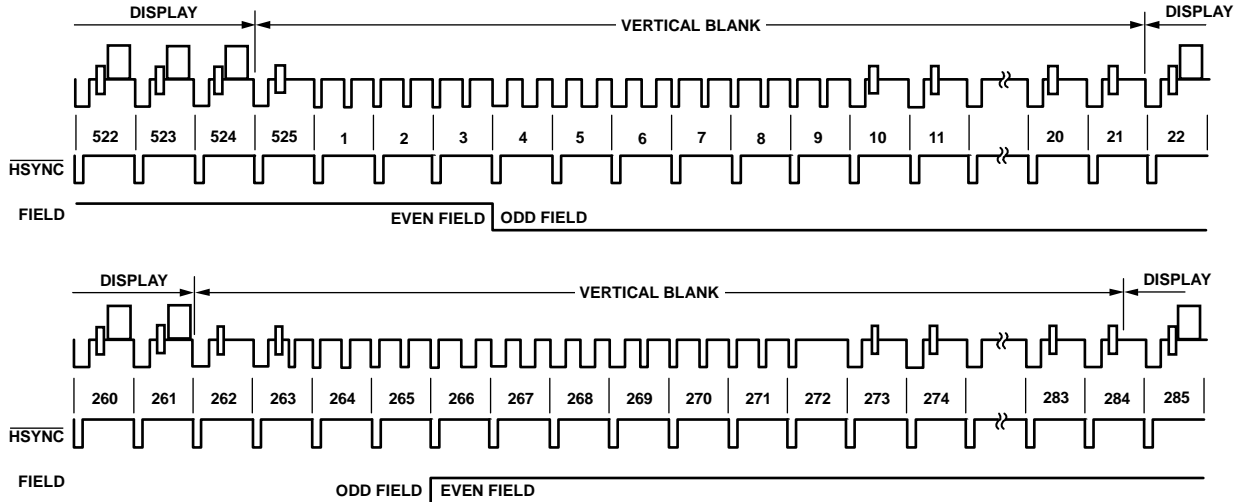 DISPLAY VERTICAL BLANK DISPLAY
522 523 524 525 1 2 3 4 5 6 7 8 9 10 11 20 21 22
HSYNC
FIELD EVEN FIELD ODD FIELD
DISPLAY VERTICAL BLANK DISPLAY
260 261 262 263 264 265 266 267 268 269 270 271 272 273 274 283 284 285
HSYNC
FIELD ODD FIELD EVEN FIELD